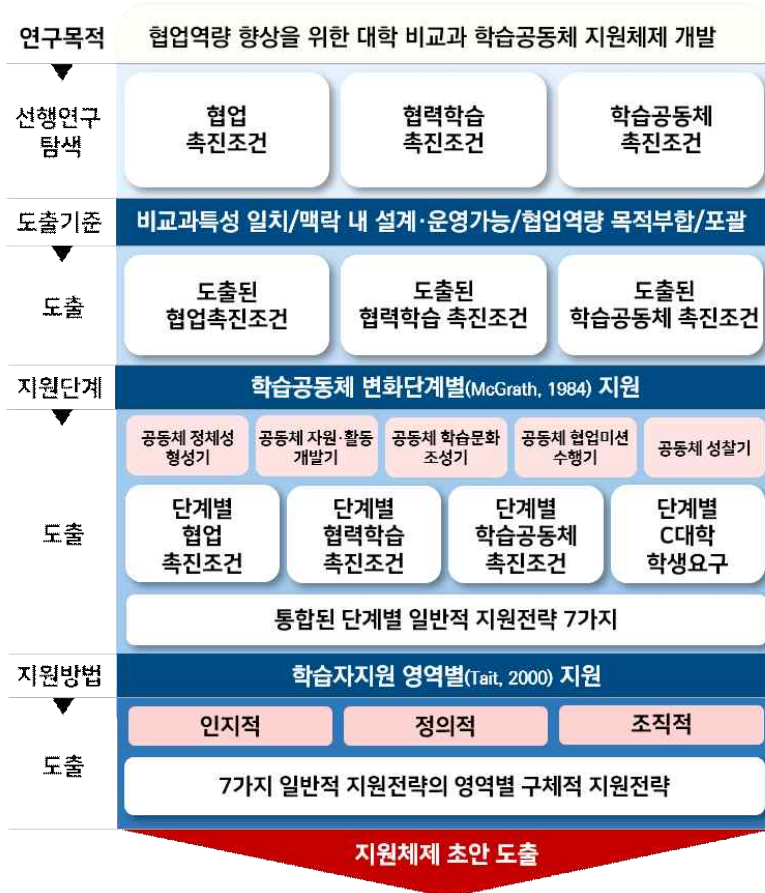 연구목적
협업역량 향상을 위한 대학 비교과 학습공동체 지원체제 개발
선행연구
탐색
협업
촉진조건
협력학습
촉진조건
학습공동체
촉진조건
도출기준
비교과특성 일치/맥락 내 설계·운영가능/협업역량 목적부합/포괄
도출
도출된
협업촉진조건
도출된
협력학습 촉진조건
도출된
학습공동체 촉진조건
지원단계
학습공동체 변화단계별(McGrath, 1984) 지원
공동체 정체성
형성기
공동체 자원·활동
개발기
공동체 학습문화
조성기
공동체 협업미션
수행기
공동체 성찰기
도출
단계별
협업
촉진조건
단계별
협력학습
촉진조건
단계별
학습공동체
촉진조건
단계별
C대학
학생요구
통합된 단계별 일반적 지원전략 7가지
지원방법
학습자지원 영역별(Tait, 2000) 지원
인지적
정의적
조직적
도출
7가지 일반적 지원전략의 영역별 구체적 지원전략
지원체제 초안 도출